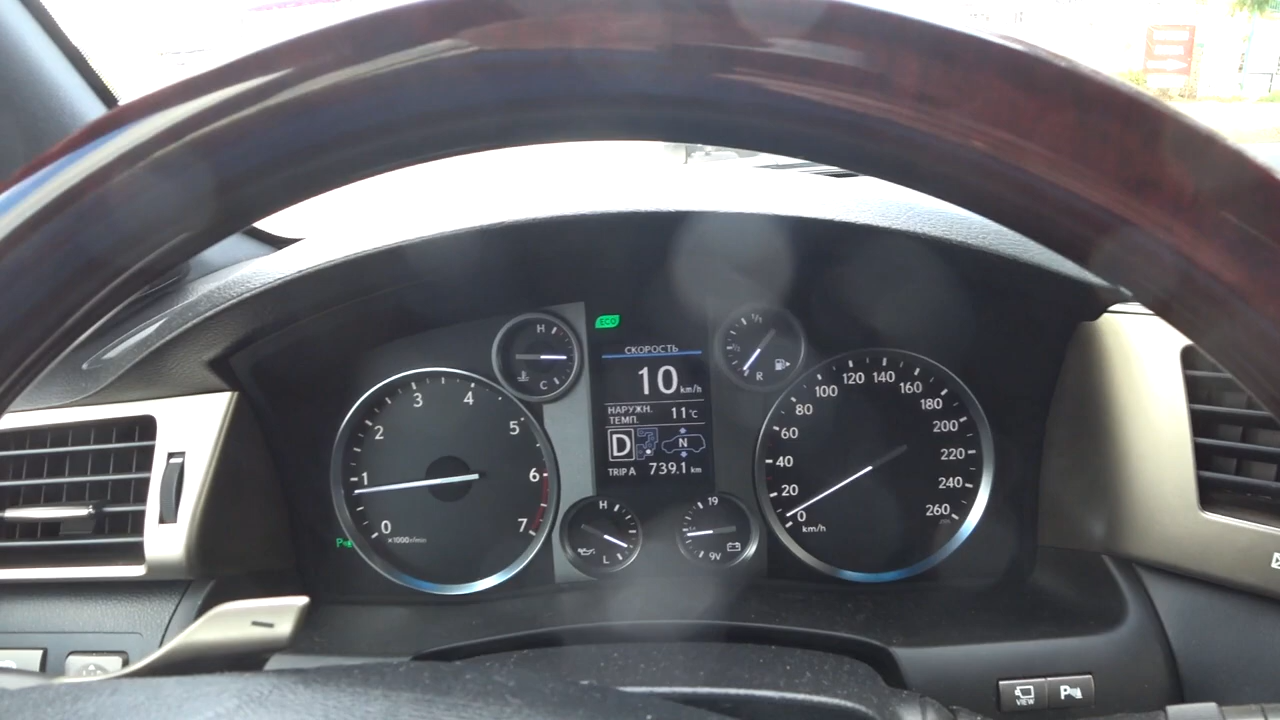 ECO
СКОРОСТЬ
10 km/h
НАРУЖН.
ТЕМП. 11°C
D N
TRIP A 739.1 km
H
C
1/1
1/2
R
0 1 2 3 4 5 6 7
x1000r/min
0 20 40 60 80 100 120 140 160 180 200 220 240 260
km/h
H
L
19
9V
P
VIEW
P